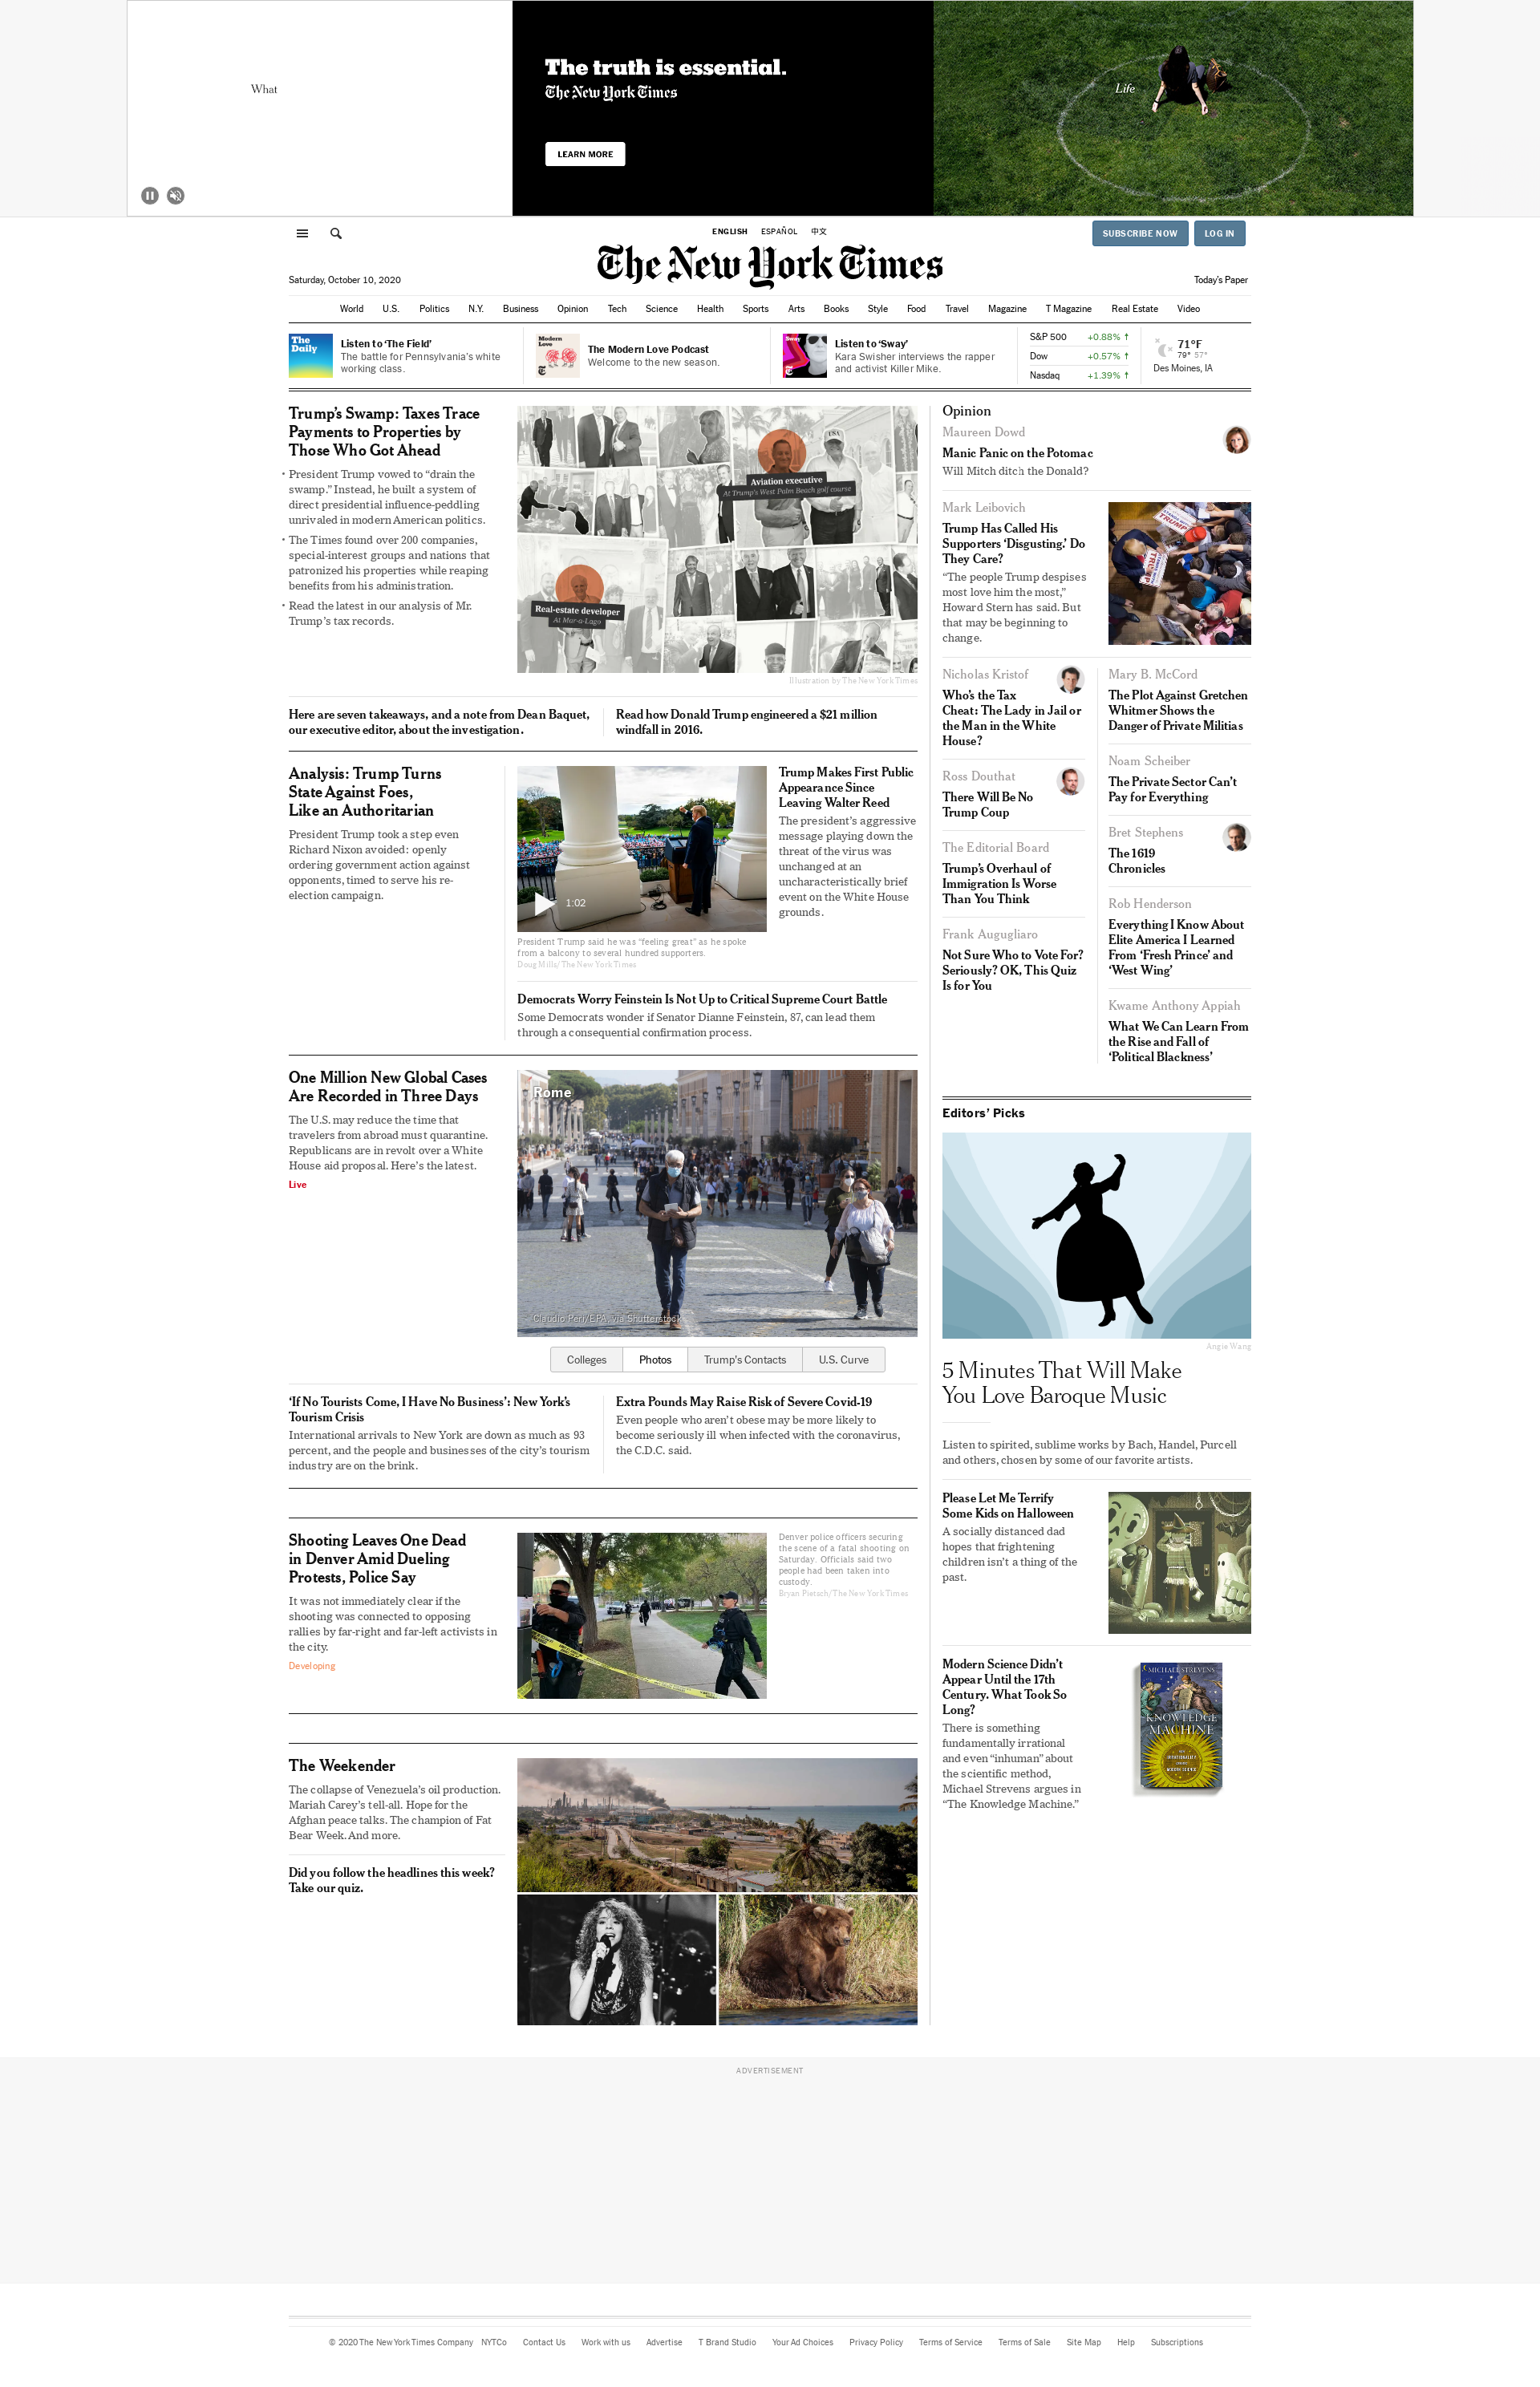 What
The truth is essential.
The New York Times
LEARN MORE
Life
ENGLISH ESPAÑOL 中文
SUBSCRIBE NOW LOG IN
The New York Times
Saturday, October 10, 2020
Today's Paper
World U.S. Politics N.Y. Business Opinion Tech Science Health Sports Arts Books Style Food Travel Magazine T Magazine Real Estate Video
The Daily
Listen to ‘The Field’
The battle for Pennsylvania’s white
working class.
Modern Love
The Modern Love Podcast
Welcome to the new season.
Sway
Listen to ‘Sway’
Kara Swisher interviews the rapper
and activist Killer Mike.
S&P 500 +0.88%
Dow +0.57%
Nasdaq +1.39%
71°F
79° 57°
Des Moines, IA
Trump’s Swamp: Taxes Trace
Payments to Properties by
Those Who Got Ahead
• President Trump vowed to “drain the
swamp.” Instead, he built a system of
direct presidential influence-peddling
unrivaled in modern American politics.
• The Times found over 200 companies,
special-interest groups and nations that
patronized his properties while reaping
benefits from his administration.
• Read the latest in our analysis of Mr.
Trump’s tax records.
USA
Aviation executive
At Trump's West Palm Beach golf course
Real-estate developer
At Mar-a-Lago
Illustration by The New York Times
Here are seven takeaways, and a note from Dean Baquet,
our executive editor, about the investigation.
Read how Donald Trump engineered a $21 million
windfall in 2016.
Analysis: Trump Turns
State Against Foes,
Like an Authoritarian
President Trump took a step even
Richard Nixon avoided: openly
ordering government action against
opponents, timed to serve his re-
election campaign.
1:02
President Trump said he was “feeling great” as he spoke
from a balcony to several hundred supporters.
Doug Mills/The New York Times
Trump Makes First Public
Appearance Since
Leaving Walter Reed
The president’s aggressive
message playing down the
threat of the virus was
unchanged at an
uncharacteristically brief
event on the White House
grounds.
Democrats Worry Feinstein Is Not Up to Critical Supreme Court Battle
Some Democrats wonder if Senator Dianne Feinstein, 87, can lead them
through a consequential confirmation process.
One Million New Global Cases
Are Recorded in Three Days
The U.S. may reduce the time that
travelers from abroad must quarantine.
Republicans are in revolt over a White
House aid proposal. Here’s the latest.
Live
Rome
Claudio Peri/EPA, via Shutterstock
Colleges Photos Trump's Contacts U.S. Curve
‘If No Tourists Come, I Have No Business’: New York’s
Tourism Crisis
International arrivals to New York are down as much as 93
percent, and the people and businesses of the city’s tourism
industry are on the brink.
Extra Pounds May Raise Risk of Severe Covid-19
Even people who aren’t obese may be more likely to
become seriously ill when infected with the coronavirus,
the C.D.C. said.
Shooting Leaves One Dead
in Denver Amid Dueling
Protests, Police Say
It was not immediately clear if the
shooting was connected to opposing
rallies by far-right and far-left activists in
the city.
Developing
Denver police officers securing
the scene of a fatal shooting on
Saturday. Officials said two
people had been taken into
custody.
Bryan Pietsch/The New York Times
The Weekender
The collapse of Venezuela’s oil production.
Mariah Carey’s tell-all. Hope for the
Afghan peace talks. The champion of Fat
Bear Week. And more.
Did you follow the headlines this week?
Take our quiz.
Opinion
Maureen Dowd
Manic Panic on the Potomac
Will Mitch ditch the Donald?
Mark Leibovich
Trump Has Called His
Supporters ‘Disgusting.’ Do
They Care?
“The people Trump despises
most love him the most,”
Howard Stern has said. But
that may be beginning to
change.
TRUMP
Nicholas Kristof
Who’s the Tax
Cheat: The Lady in Jail or
the Man in the White
House?
Ross Douthat
There Will Be No
Trump Coup
The Editorial Board
Trump’s Overhaul of
Immigration Is Worse
Than You Think
Frank Augugliaro
Not Sure Who to Vote For?
Seriously? OK, This Quiz
Is for You
Mary B. McCord
The Plot Against Gretchen
Whitmer Shows the
Danger of Private Militias
Noam Scheiber
The Private Sector Can’t
Pay for Everything
Bret Stephens
The 1619
Chronicles
Rob Henderson
Everything I Know About
Elite America I Learned
From ‘Fresh Prince’ and
‘West Wing’
Kwame Anthony Appiah
What We Can Learn From
the Rise and Fall of
‘Political Blackness’
Editors’ Picks
Angie Wang
5 Minutes That Will Make
You Love Baroque Music
Listen to spirited, sublime works by Bach, Handel, Purcell
and others, chosen by some of our favorite artists.
Please Let Me Terrify
Some Kids on Halloween
A socially distanced dad
hopes that frightening
children isn’t a thing of the
past.
Modern Science Didn’t
Appear Until the 17th
Century. What Took So
Long?
There is something
fundamentally irrational
and even “inhuman” about
the scientific method,
Michael Strevens argues in
“The Knowledge Machine.”
MICHAEL STREVENS
THE
KNOWLEDGE
MACHINE
ADVERTISEMENT
© 2020 The New York Times Company NYTCo Contact Us Work with us Advertise T Brand Studio Your Ad Choices Privacy Policy Terms of Service Terms of Sale Site Map Help Subscriptions